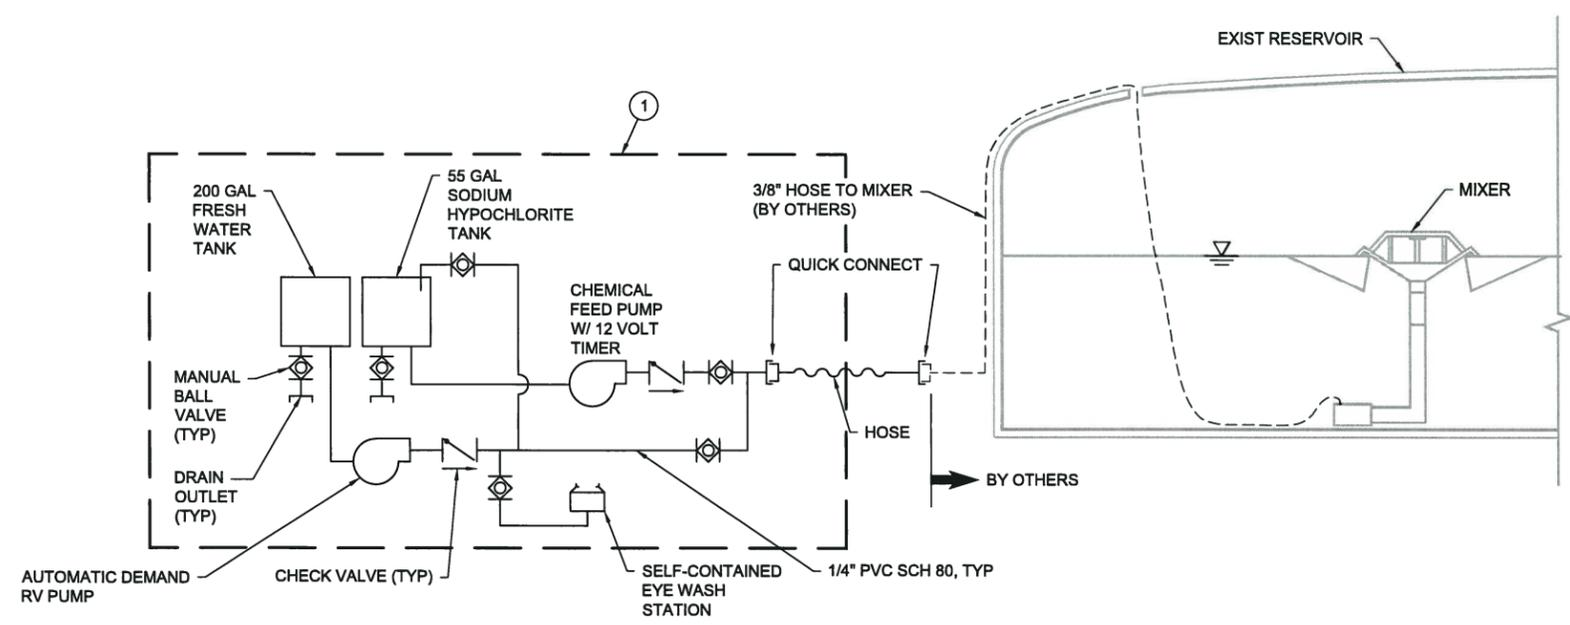 EXIST RESERVOIR
1
200 GAL
FRESH
WATER
TANK
55 GAL
SODIUM
HYPOCHLORITE
TANK
3/8" HOSE TO MIXER
(BY OTHERS)
MIXER
QUICK CONNECT
CHEMICAL
FEED PUMP
W/ 12 VOLT
TIMER
MANUAL
BALL
VALVE
(TYP)
HOSE
DRAIN
OUTLET
(TYP)
BY OTHERS
AUTOMATIC DEMAND
RV PUMP
CHECK VALVE (TYP)
SELF-CONTAINED
EYE WASH
STATION
1/4" PVC SCH 80, TYP